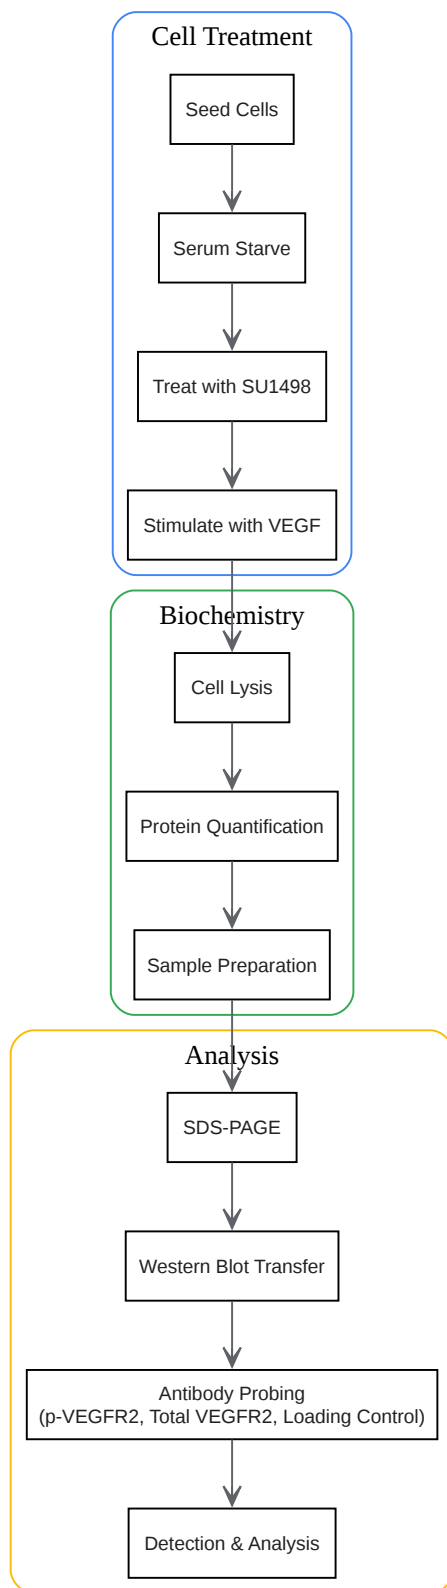 Cell Treatment
Seed Cells
Serum Starve
Treat with SU1498
Stimulate with VEGF
Biochemistry
Cell Lysis
Protein Quantification
Sample Preparation
Analysis
SDS-PAGE
Western Blot Transfer
Antibody Probing
(p-VEGFR2, Total VEGFR2, Loading Control)
Detection & Analysis